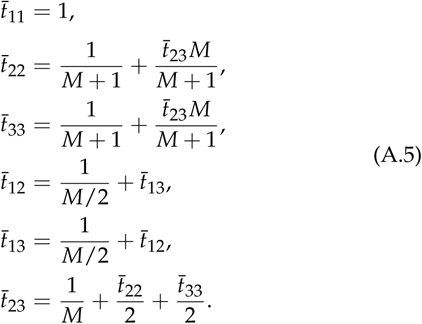 t̄₁₁ = 1,
t̄₂₂ = 1/(M + 1) + t̄₂₃M/(M + 1),
t̄₃₃ = 1/(M + 1) + t̄₂₃M/(M + 1),
(A.5)
t̄₁₂ = 1/(M/2) + t̄₁₃,
t̄₁₃ = 1/(M/2) + t̄₁₂,
t̄₂₃ = 1/M + t̄₂₂/2 + t̄₃₃/2.